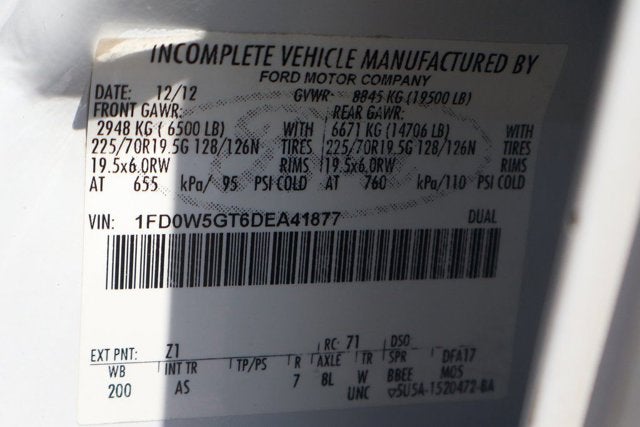 INCOMPLETE VEHICLE MANUFACTURED BY
FORD MOTOR COMPANY
DATE: 12/12 GVWR: 8845 KG (19500 LB)
FRONT GAWR: REAR GAWR:
2948 KG ( 6500 LB) WITH 6671 KG (14706 LB) WITH
225/70R19.5G 128/126N TIRES 225/70R19.5G 128/126N TIRES
19.5x6.0RW RIMS 19.5x6.0RW RIMS
AT 655 kPa/ 95 PSI COLD AT 760 kPa/110 PSI COLD
VIN: 1FD0W5GT6DEA41877 DUAL
EXT PNT: Z1 RC: 71 DSO:
WB INT TR TP/PS R AXLE TR SPR DFA17
200 AS 7 8L W BBEE MOS
UNC 5U5A-1520472-BA